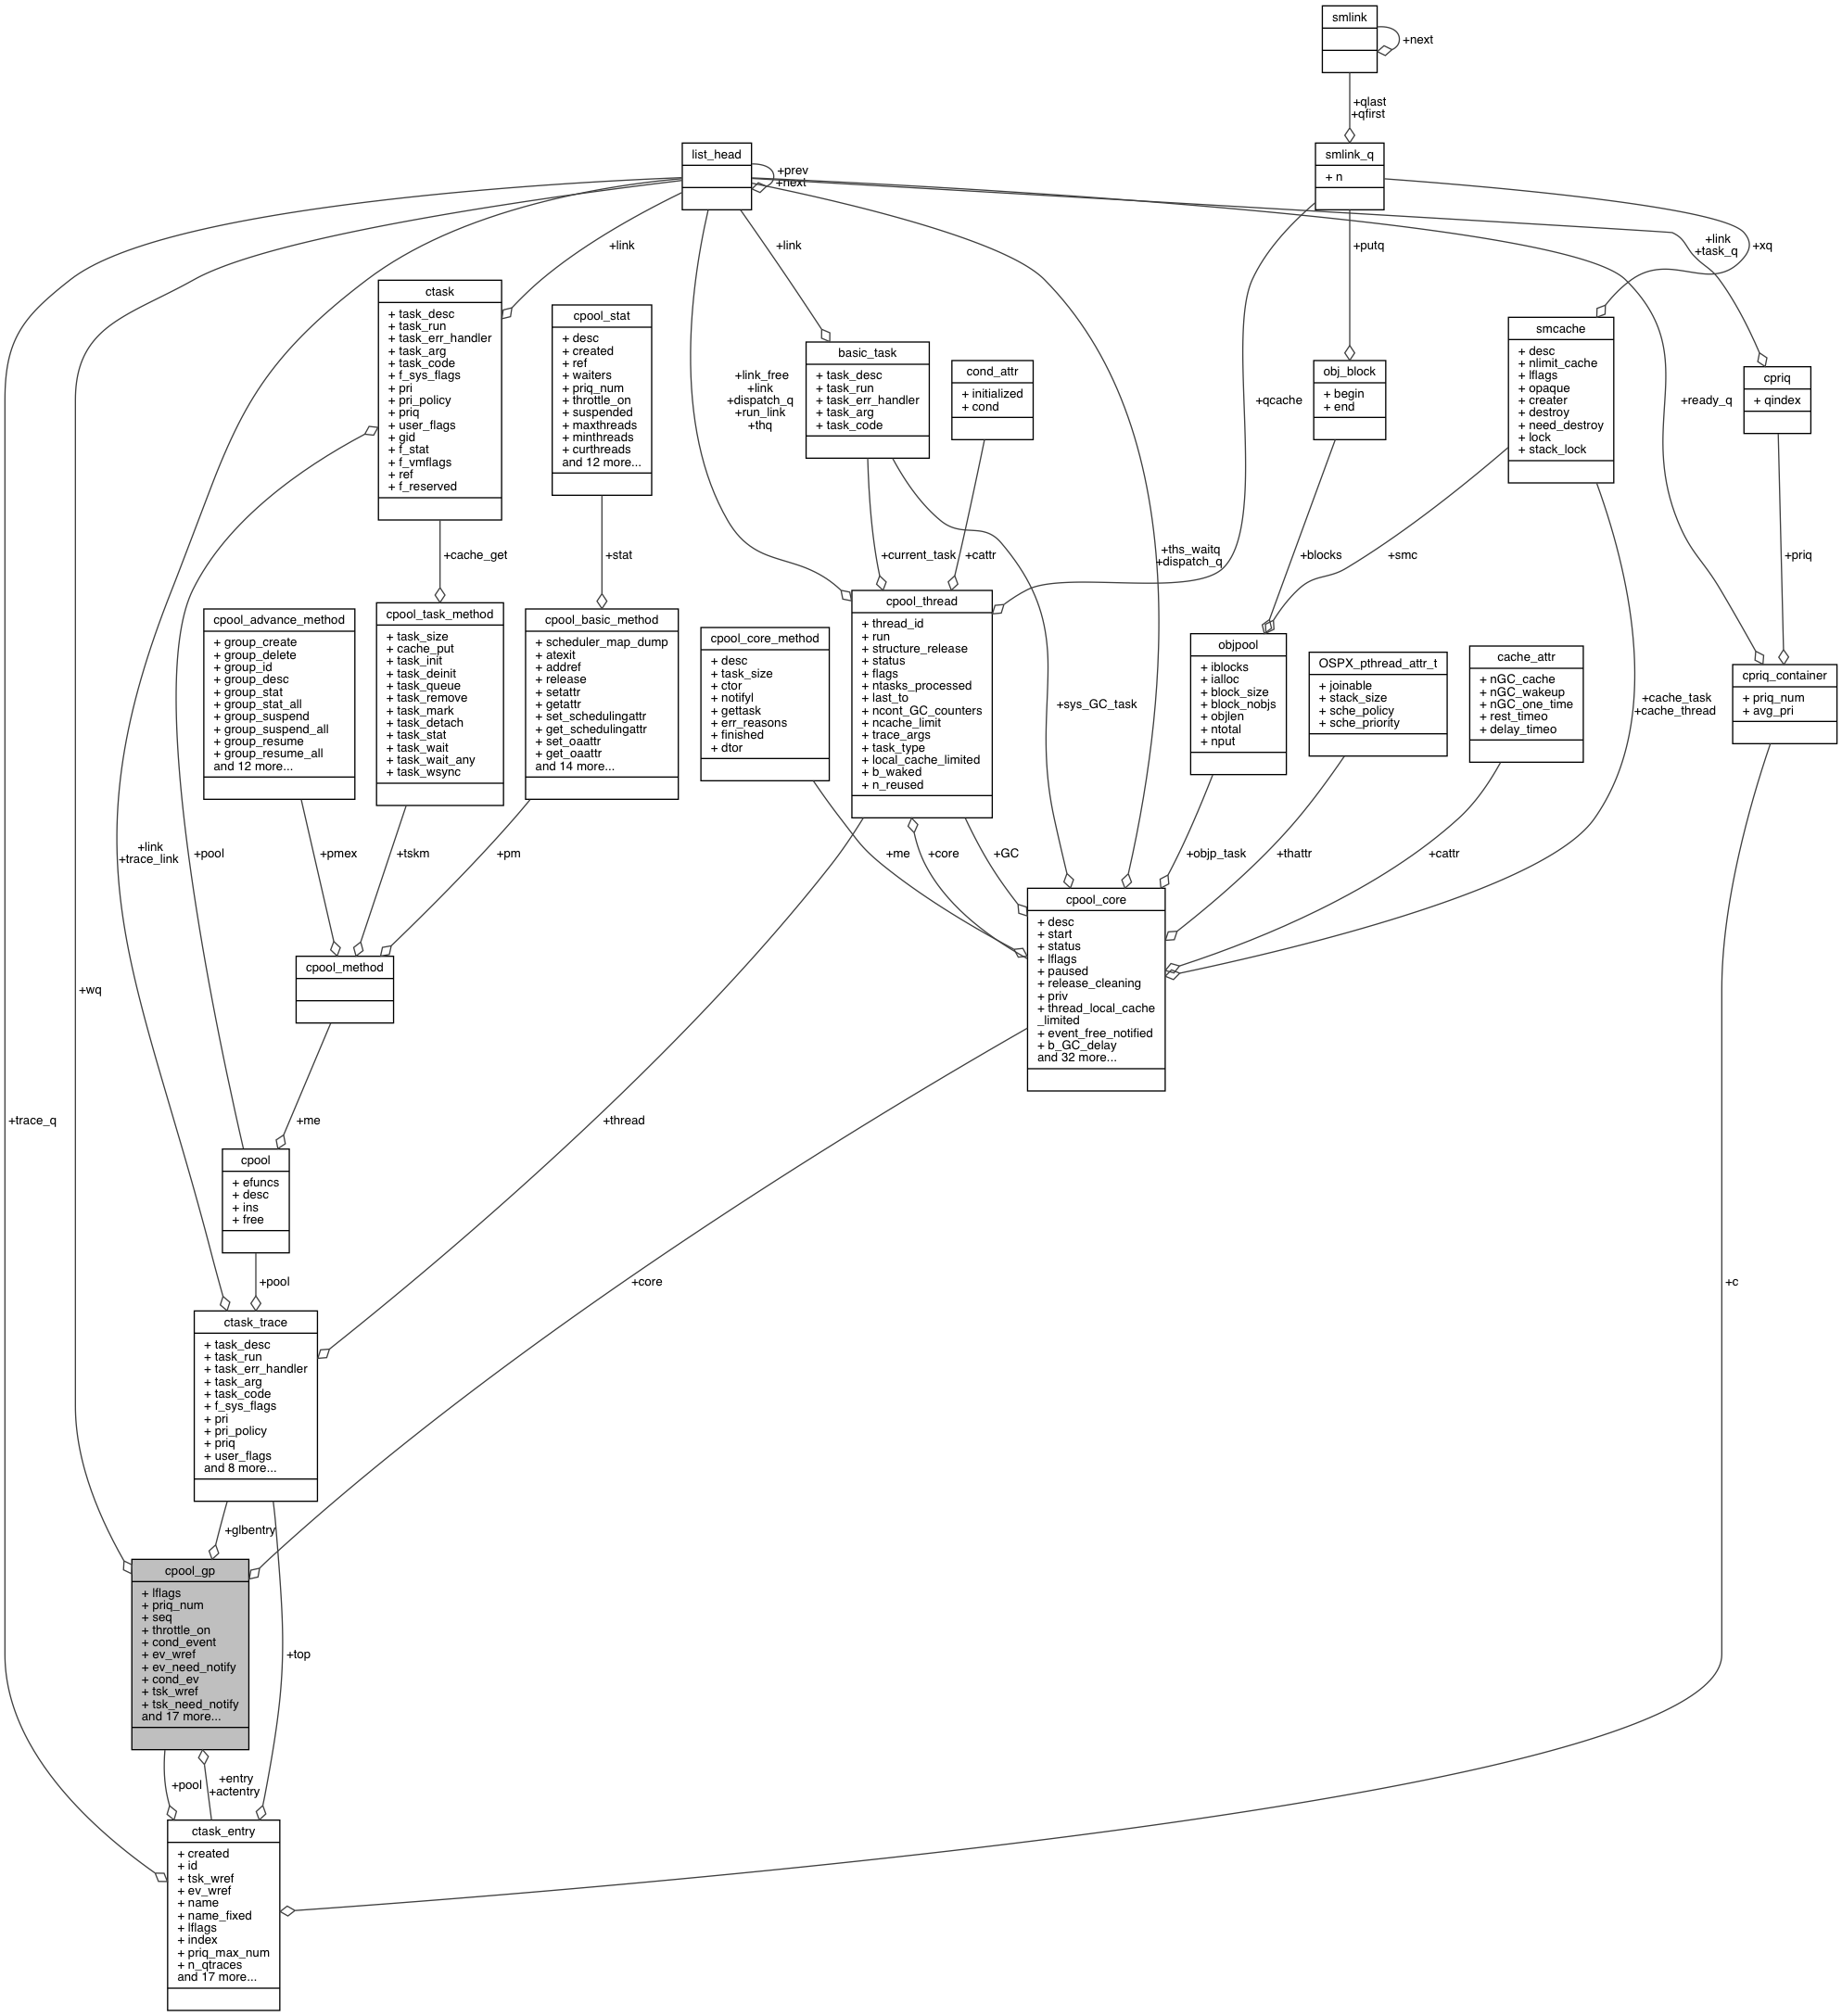 smlink
+next
+qlast
+qfirst
list_head
+prev
+next
smlink_q
+ n
+link
+link
+putq
+link
+task_q
+xq
ctask
+ task_desc
+ task_run
+ task_err_handler
+ task_arg
+ task_code
+ f_sys_flags
+ pri
+ pri_policy
+ priq
+ user_flags
+ gid
+ f_stat
+ f_vmflags
+ ref
+ f_reserved
cpool_stat
+ desc
+ created
+ ref
+ waiters
+ priq_num
+ throttle_on
+ suspended
+ maxthreads
+ minthreads
+ curthreads
and 12 more...
+link_free
+link
+dispatch_q
+run_link
+thq
basic_task
+ task_desc
+ task_run
+ task_err_handler
+ task_arg
+ task_code
cond_attr
+ initialized
+ cond
+qcache
obj_block
+ begin
+ end
smcache
+ desc
+ nlimit_cache
+ lflags
+ opaque
+ creater
+ destroy
+ need_destroy
+ lock
+ stack_lock
+ready_q
cpriq
+ qindex
+cache_get
+stat
+current_task
+cattr
+ths_waitq
+dispatch_q
+blocks
+smc
+priq
cpool_advance_method
+ group_create
+ group_delete
+ group_id
+ group_desc
+ group_stat
+ group_stat_all
+ group_suspend
+ group_suspend_all
+ group_resume
+ group_resume_all
and 12 more...
cpool_task_method
+ task_size
+ cache_put
+ task_init
+ task_deinit
+ task_queue
+ task_remove
+ task_mark
+ task_detach
+ task_stat
+ task_wait
+ task_wait_any
+ task_wsync
cpool_basic_method
+ scheduler_map_dump
+ atexit
+ addref
+ release
+ setattr
+ getattr
+ set_schedulingattr
+ get_schedulingattr
+ set_oaattr
+ get_oaattr
and 14 more...
cpool_core_method
+ desc
+ task_size
+ ctor
+ notifyl
+ gettask
+ err_reasons
+ finished
+ dtor
cpool_thread
+ thread_id
+ run
+ structure_release
+ status
+ flags
+ ntasks_processed
+ last_to
+ ncont_GC_counters
+ ncache_limit
+ trace_args
+ task_type
+ local_cache_limited
+ b_waked
+ n_reused
+sys_GC_task
objpool
+ iblocks
+ ialloc
+ block_size
+ block_nobjs
+ objlen
+ ntotal
+ nput
OSPX_pthread_attr_t
+ joinable
+ stack_size
+ sche_policy
+ sche_priority
cache_attr
+ nGC_cache
+ nGC_wakeup
+ nGC_one_time
+ rest_timeo
+ delay_timeo
+cache_task
+cache_thread
cpriq_container
+ priq_num
+ avg_pri
+link
+trace_link
+pool
+pmex
+tskm
+pm
+me
+core
+GC
+objp_task
+thattr
+cattr
cpool_core
+ desc
+ start
+ status
+ lflags
+ paused
+ release_cleaning
+ priv
+ thread_local_cache
_limited
+ event_free_notified
+ b_GC_delay
and 32 more...
cpool_method
+wq
+trace_q
+me
+thread
cpool
+ efuncs
+ desc
+ ins
+ free
+pool
+core
+c
ctask_trace
+ task_desc
+ task_run
+ task_err_handler
+ task_arg
+ task_code
+ f_sys_flags
+ pri
+ pri_policy
+ priq
+ user_flags
and 8 more...
+glbentry
cpool_gp
+ lflags
+ priq_num
+ seq
+ throttle_on
+ cond_event
+ ev_wref
+ ev_need_notify
+ cond_ev
+ tsk_wref
+ tsk_need_notify
and 17 more...
+top
+pool
+entry
+actentry
ctask_entry
+ created
+ id
+ tsk_wref
+ ev_wref
+ name
+ name_fixed
+ lflags
+ index
+ priq_max_num
+ n_qtraces
and 17 more...